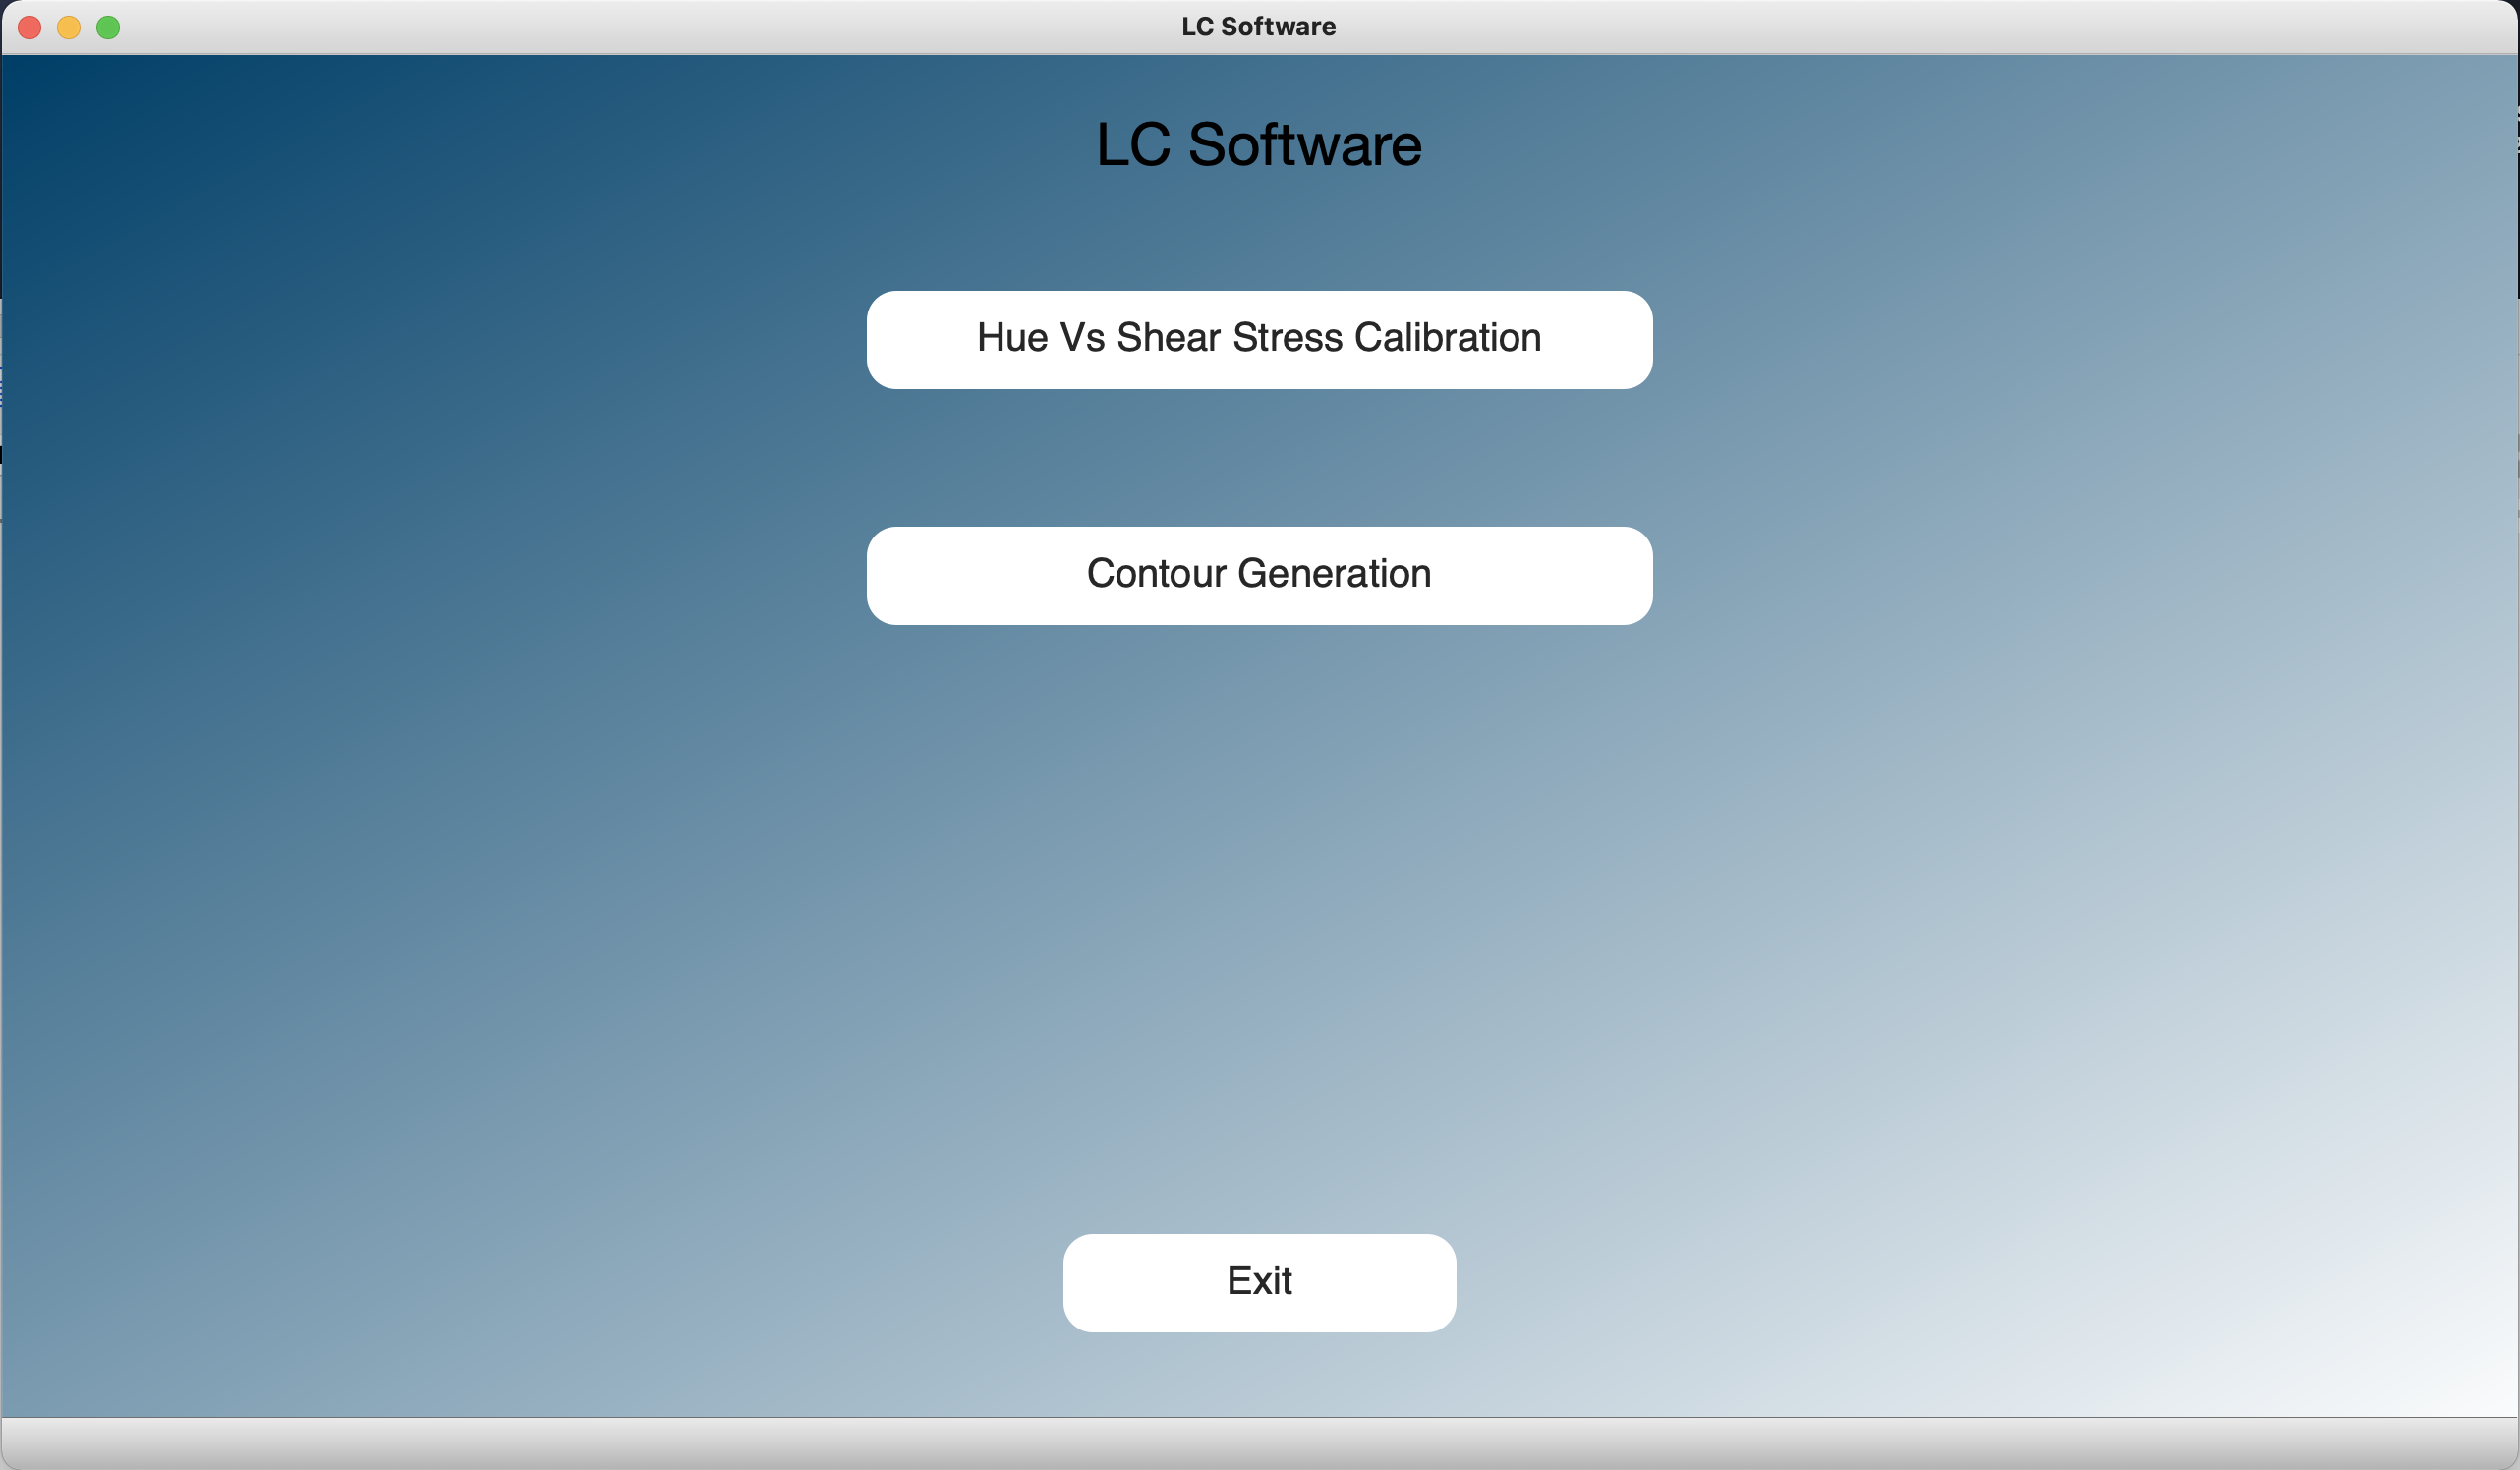 LC Software
LC Software
Hue Vs Shear Stress Calibration
Contour Generation
Exit